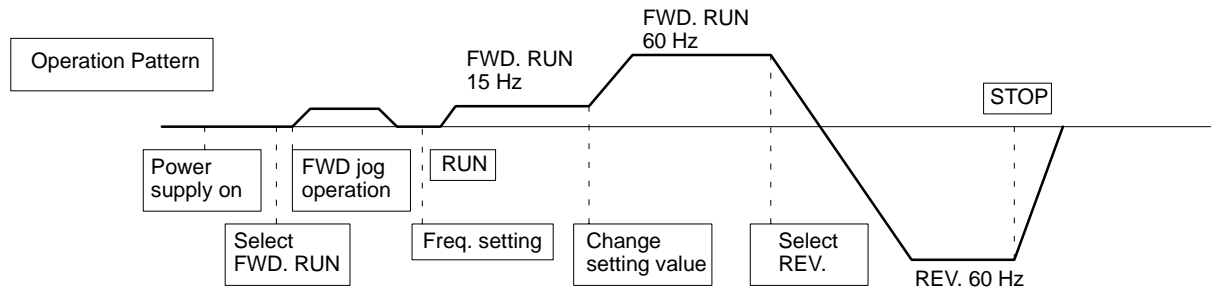 FWD. RUN
60 Hz
Operation Pattern
FWD. RUN
15 Hz
STOP
Power
supply on
FWD jog
operation
RUN
Select
FWD. RUN
Freq. setting
Change
setting value
Select
REV.
REV. 60 Hz